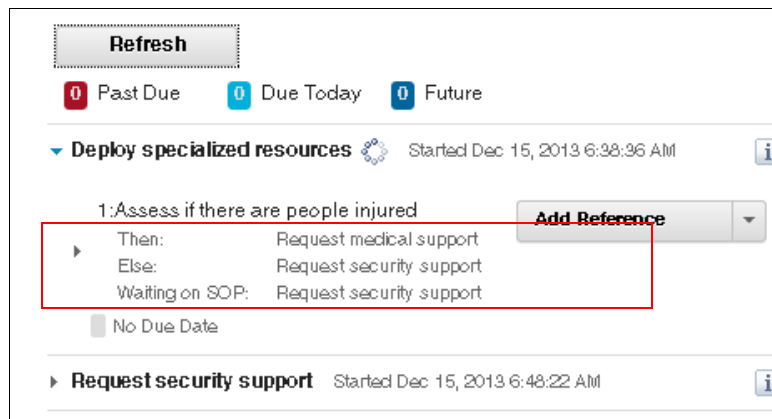 Refresh
0 Past Due 0 Due Today 0 Future
Deploy specialized resources Started Dec 15, 2013 6:38:36 AM i
1:Assess if there are people injured Add Reference
Then: Request medical support
Else: Request security support
Waiting on SOP: Request security support
No Due Date
Request security support Started Dec 15, 2013 6:48:22 AM i